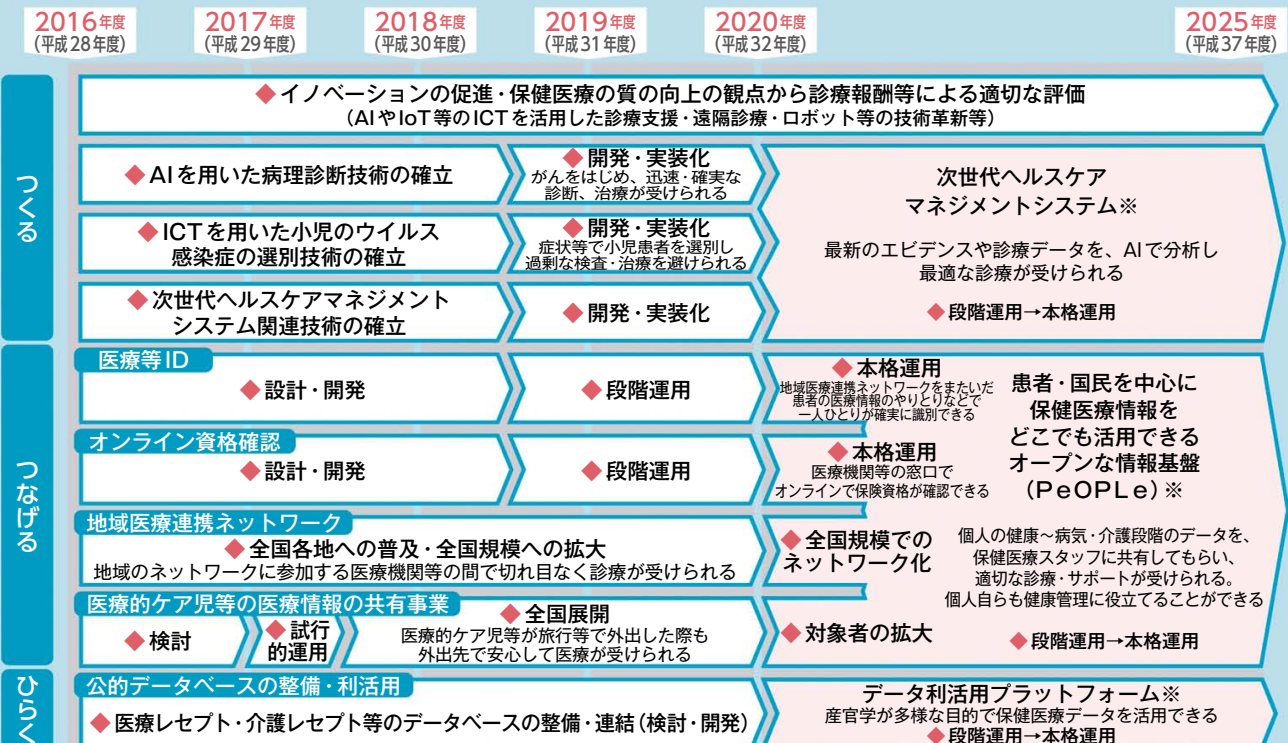 2016年度
(平成28年度)
2017年度
(平成29年度)
2018年度
(平成30年度)
2019年度
(平成31年度)
2020年度
(平成32年度)
2025年度
(平成37年度)
つくる
◆イノベーションの促進・保健医療の質の向上の観点から診療報酬等による適切な評価
(AIやIoT等のICTを活用した診療支援・遠隔診療・ロボット等の技術革新等)
◆AIを用いた病理診断技術の確立
◆開発・実装化
がんをはじめ、迅速・確実な
診断、治療が受けられる
◆ICTを用いた小児のウイルス
感染症の選別技術の確立
◆開発・実装化
症状等で小児患者を選別し
過剰な検査・治療を避けられる
◆次世代ヘルスケアマネジメント
システム関連技術の確立
◆開発・実装化
次世代ヘルスケア
マネジメントシステム※
最新のエビデンスや診療データを、AIで分析し
最適な診療が受けられる
◆段階運用→本格運用
つなげる
医療等ID
◆設計・開発
◆段階運用
◆本格運用
地域医療連携ネットワークをまたいだ
患者の医療情報のやりとりなどで
一人ひとりが確実に識別できる
オンライン資格確認
◆設計・開発
◆段階運用
◆本格運用
医療機関等の窓口で
オンラインで保険資格が確認できる
地域医療連携ネットワーク
◆全国各地への普及・全国規模への拡大
地域のネットワークに参加する医療機関等の間で切れ目なく診療が受けられる
◆全国規模での
ネットワーク化
医療的ケア児等の医療情報の共有事業
◆検討
◆試行
的運用
◆全国展開
医療的ケア児等が旅行等で外出した際も
外出先で安心して医療が受けられる
◆対象者の拡大
患者・国民を中心に
保健医療情報を
どこでも活用できる
オープンな情報基盤
(PeOPLe)※
個人の健康~病気・介護段階のデータを、
保健医療スタッフに共有してもらい、
適切な診療・サポートが受けられる。
個人自らも健康管理に役立てることができる
◆段階運用→本格運用
ひらく
公的データベースの整備・利活用
◆医療レセプト・介護レセプト等のデータベースの整備・連結(検討・開発)
データ利活用プラットフォーム※
産官学が多様な目的で保健医療データを活用できる
◆段階運用→本格運用